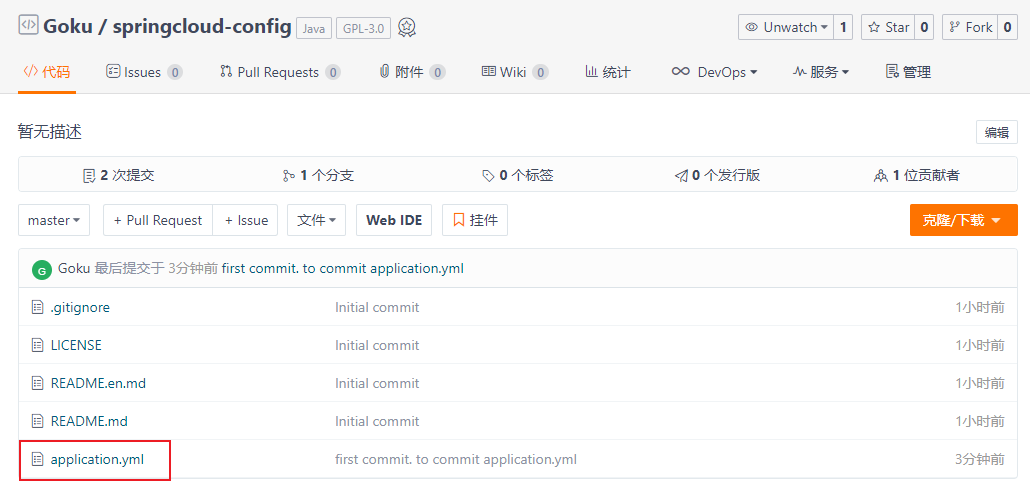 Goku / springcloud-config Java GPL-3.0 Unwatch 1 Star 0 Fork 0
代码 Issues 0 Pull Requests 0 附件 0 Wiki 0 统计 DevOps 服务 管理
暂无描述 编辑
2 次提交 1 个分支 0 个标签 0 个发行版 1 位贡献者
master + Pull Request + Issue 文件 Web IDE 挂件 克隆/下载
G Goku 最后提交于 3分钟前 first commit. to commit application.yml
.gitignore Initial commit 1小时前
LICENSE Initial commit 1小时前
README.en.md Initial commit 1小时前
README.md Initial commit 1小时前
application.yml first commit. to commit application.yml 3分钟前